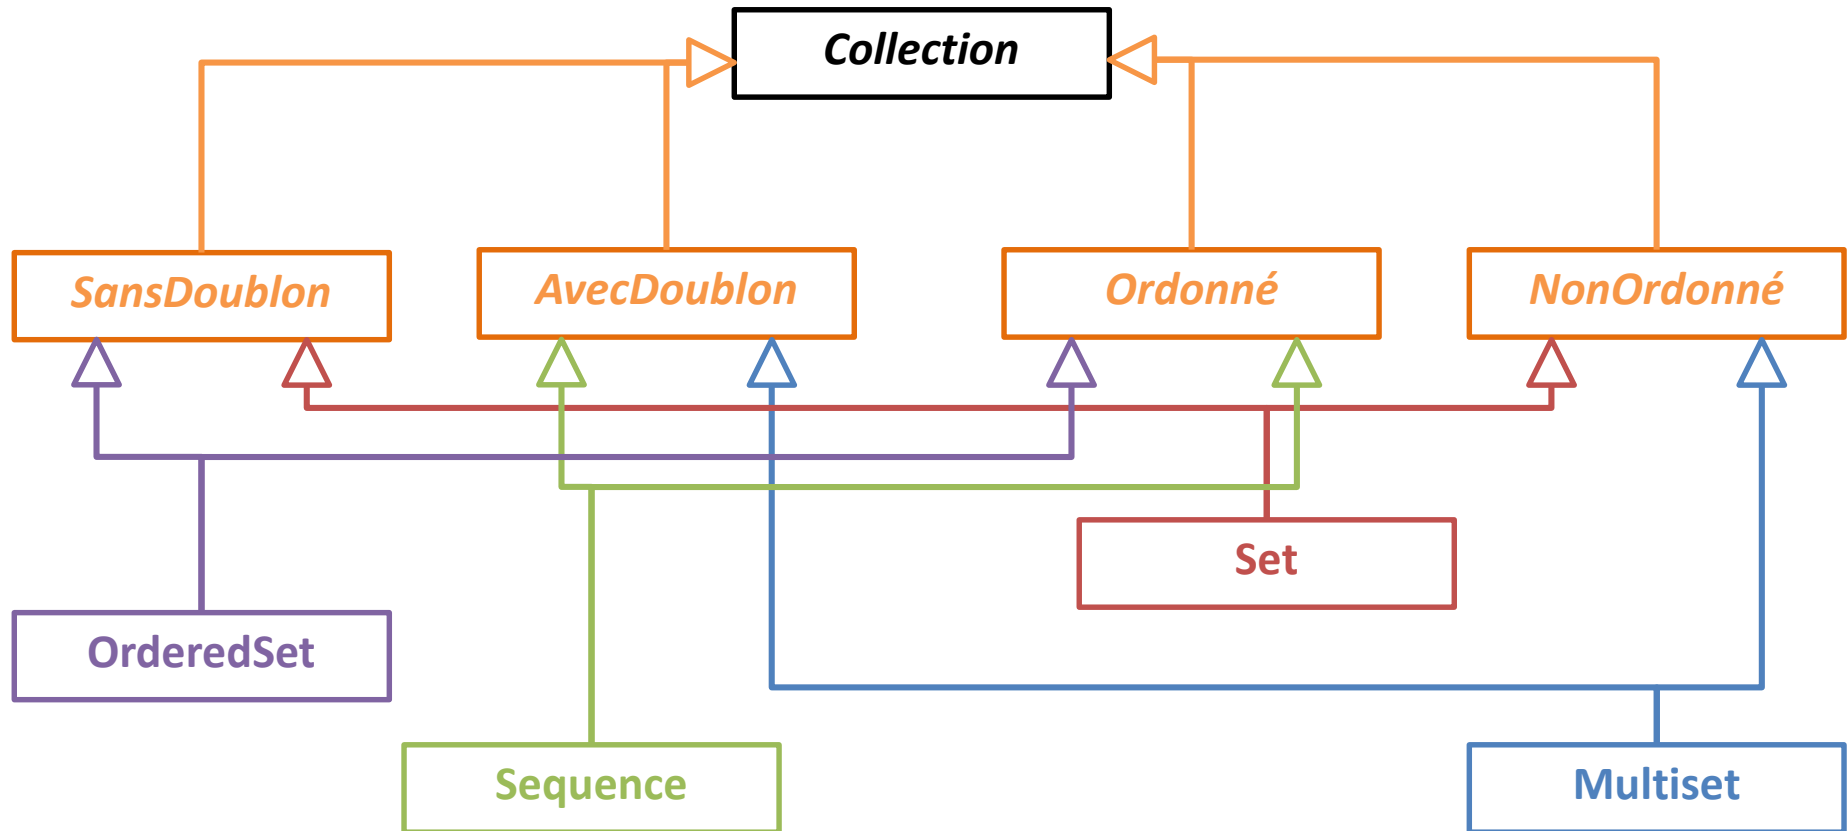 Collection
SansDoublon
AvecDoublon
Ordonné
NonOrdonné
Set
OrderedSet
Sequence
Multiset